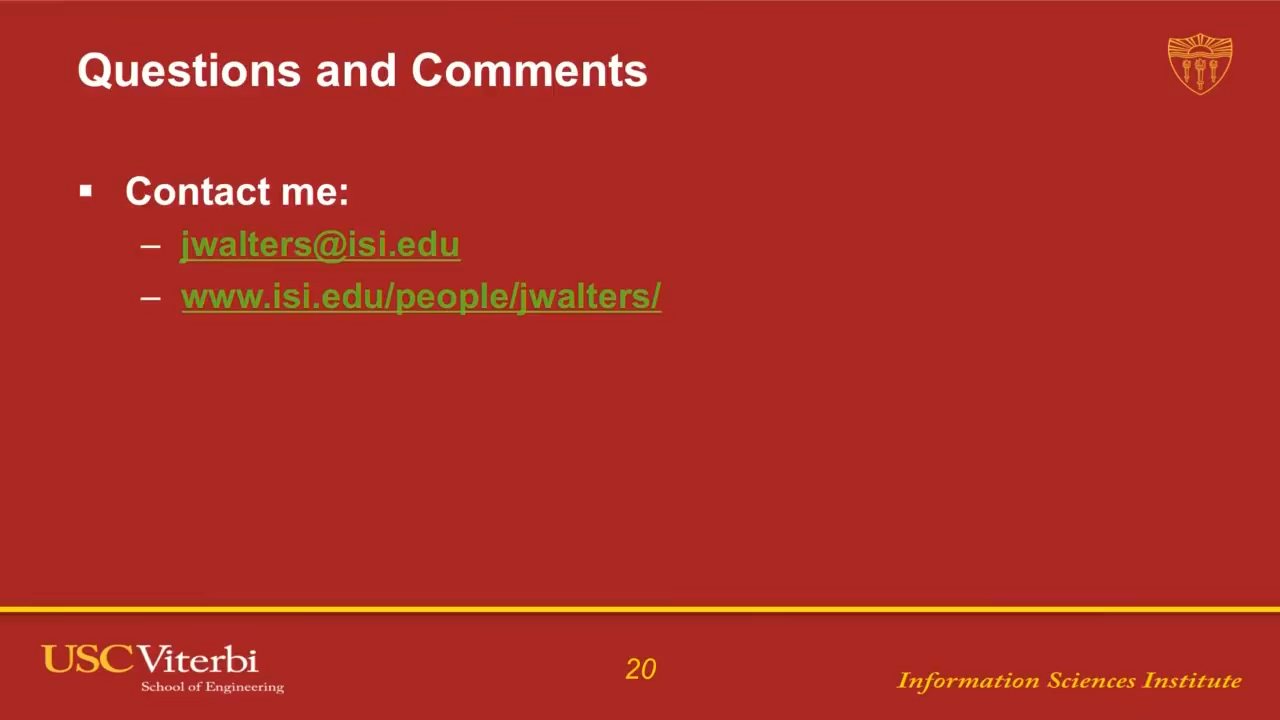 Questions and Comments
▪ Contact me:
– jwalters@isi.edu
– www.isi.edu/people/jwalters/
USC Viterbi
School of Engineering
20
Information Sciences Institute